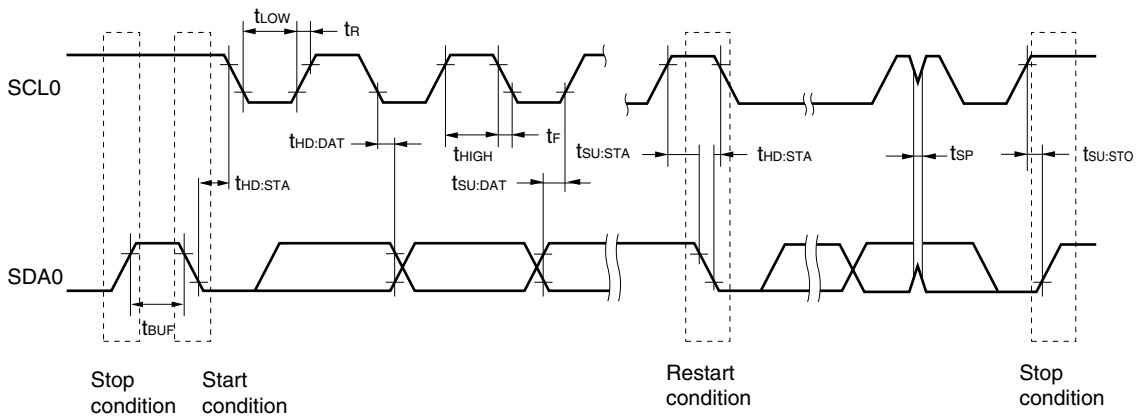 tLOW
tR
SCL0
tHD:DAT
tHIGH
tF
tSU:STA
tHD:STA
tSP
tSU:STO
tHD:STA
tSU:DAT
SDA0
tBUF
Stop
condition
Start
condition
Restart
condition
Stop
condition